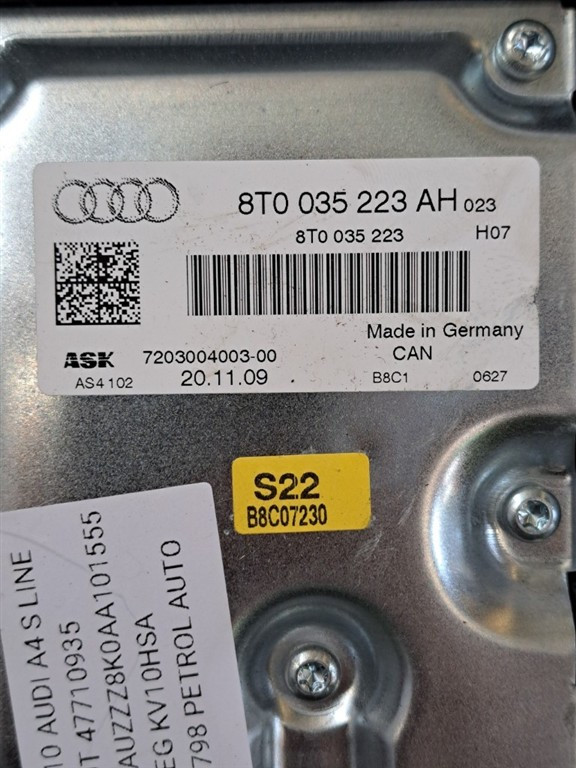 8T0 035 223 AH 023
8T0 035 223 H07
Made in Germany
ASK 7203004003-00 CAN
AS4 102 20.11.09 B8C1 0627
S22
B8C07230
10 AUDI A4 S LINE
T 47710935
AUZZZ8K0AA101555
EG KV10HSA
798 PETROL AUTO